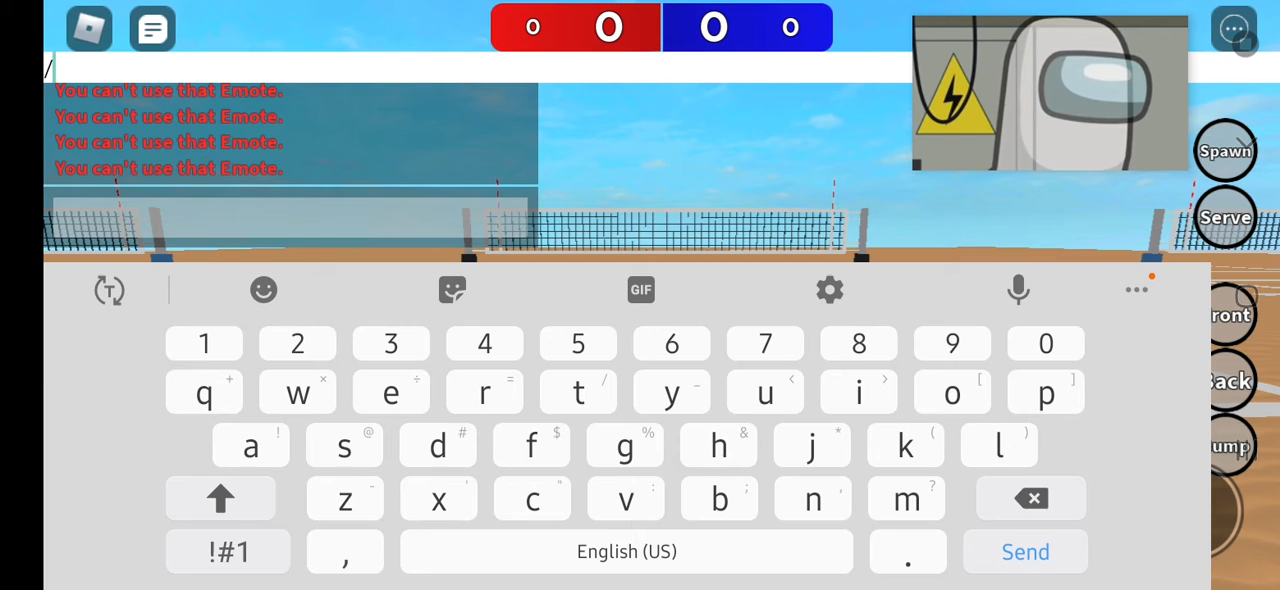 0 0 0 0
/
You can't use that Emote.
You can't use that Emote.
You can't use that Emote.
You can't use that Emote.
Spawn
Serve
ront
Back
ump
T GIF
1 2 3 4 5 6 7 8 9 0
q + w × e ÷ r = t / y _ u < i > o [ p ]
a ! s @ d # f $ g % h & j * k ( l )
z - x ' c " v : b ; n , m ?
!#1 , English (US) . Send